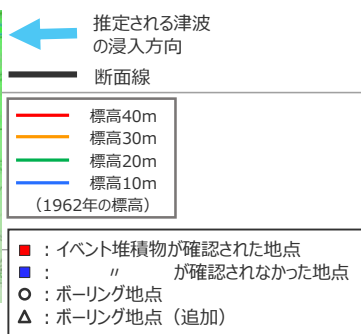 推定される津波
の浸入方向
断面線
標高40m
標高30m
標高20m
標高10m
（1962年の標高）
：イベント堆積物が確認された地点
：　　〃　　が確認されなかった地点
：ボーリング地点
：ボーリング地点（追加）